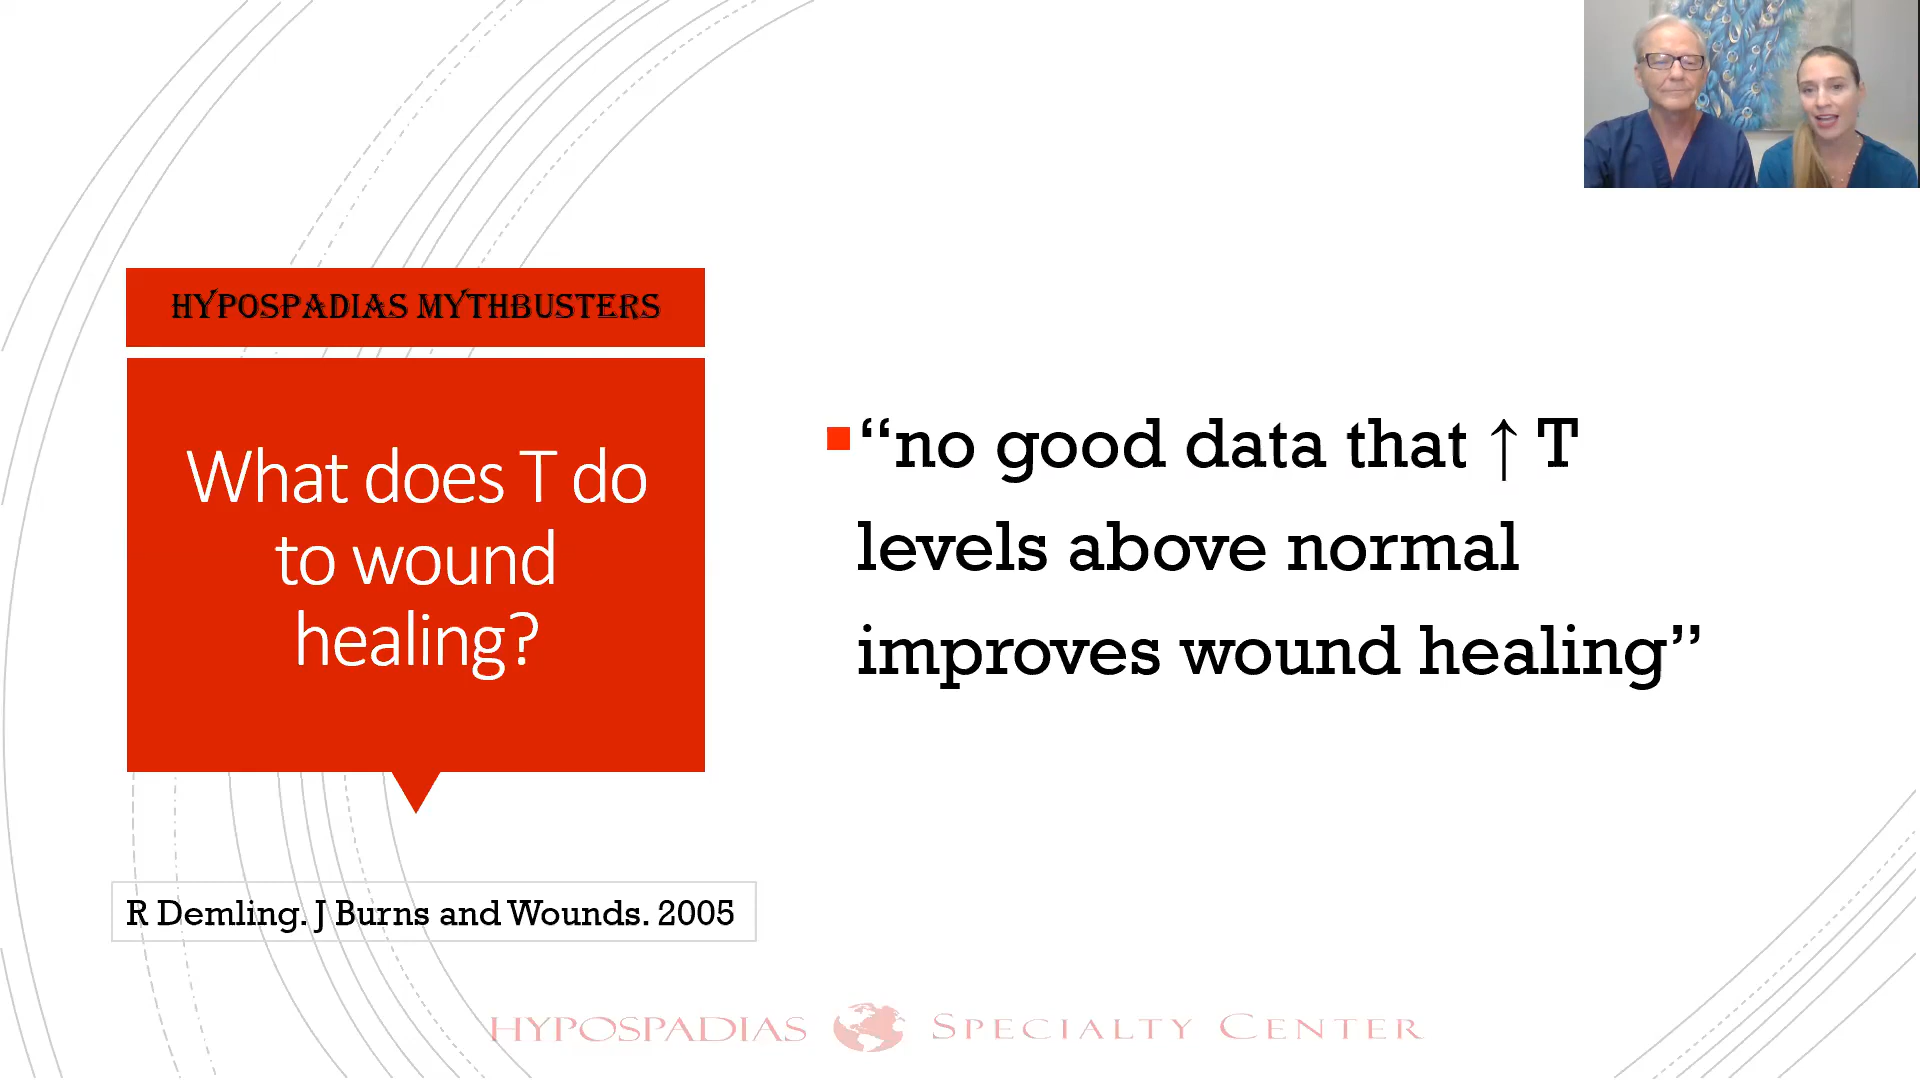 HYPOSPADIAS MYTHBUSTERS
What does T do
to wound
healing?
“no good data that ↑ T
levels above normal
improves wound healing”
R Demling. J Burns and Wounds. 2005
HYPOSPADIAS SPECIALTY CENTER